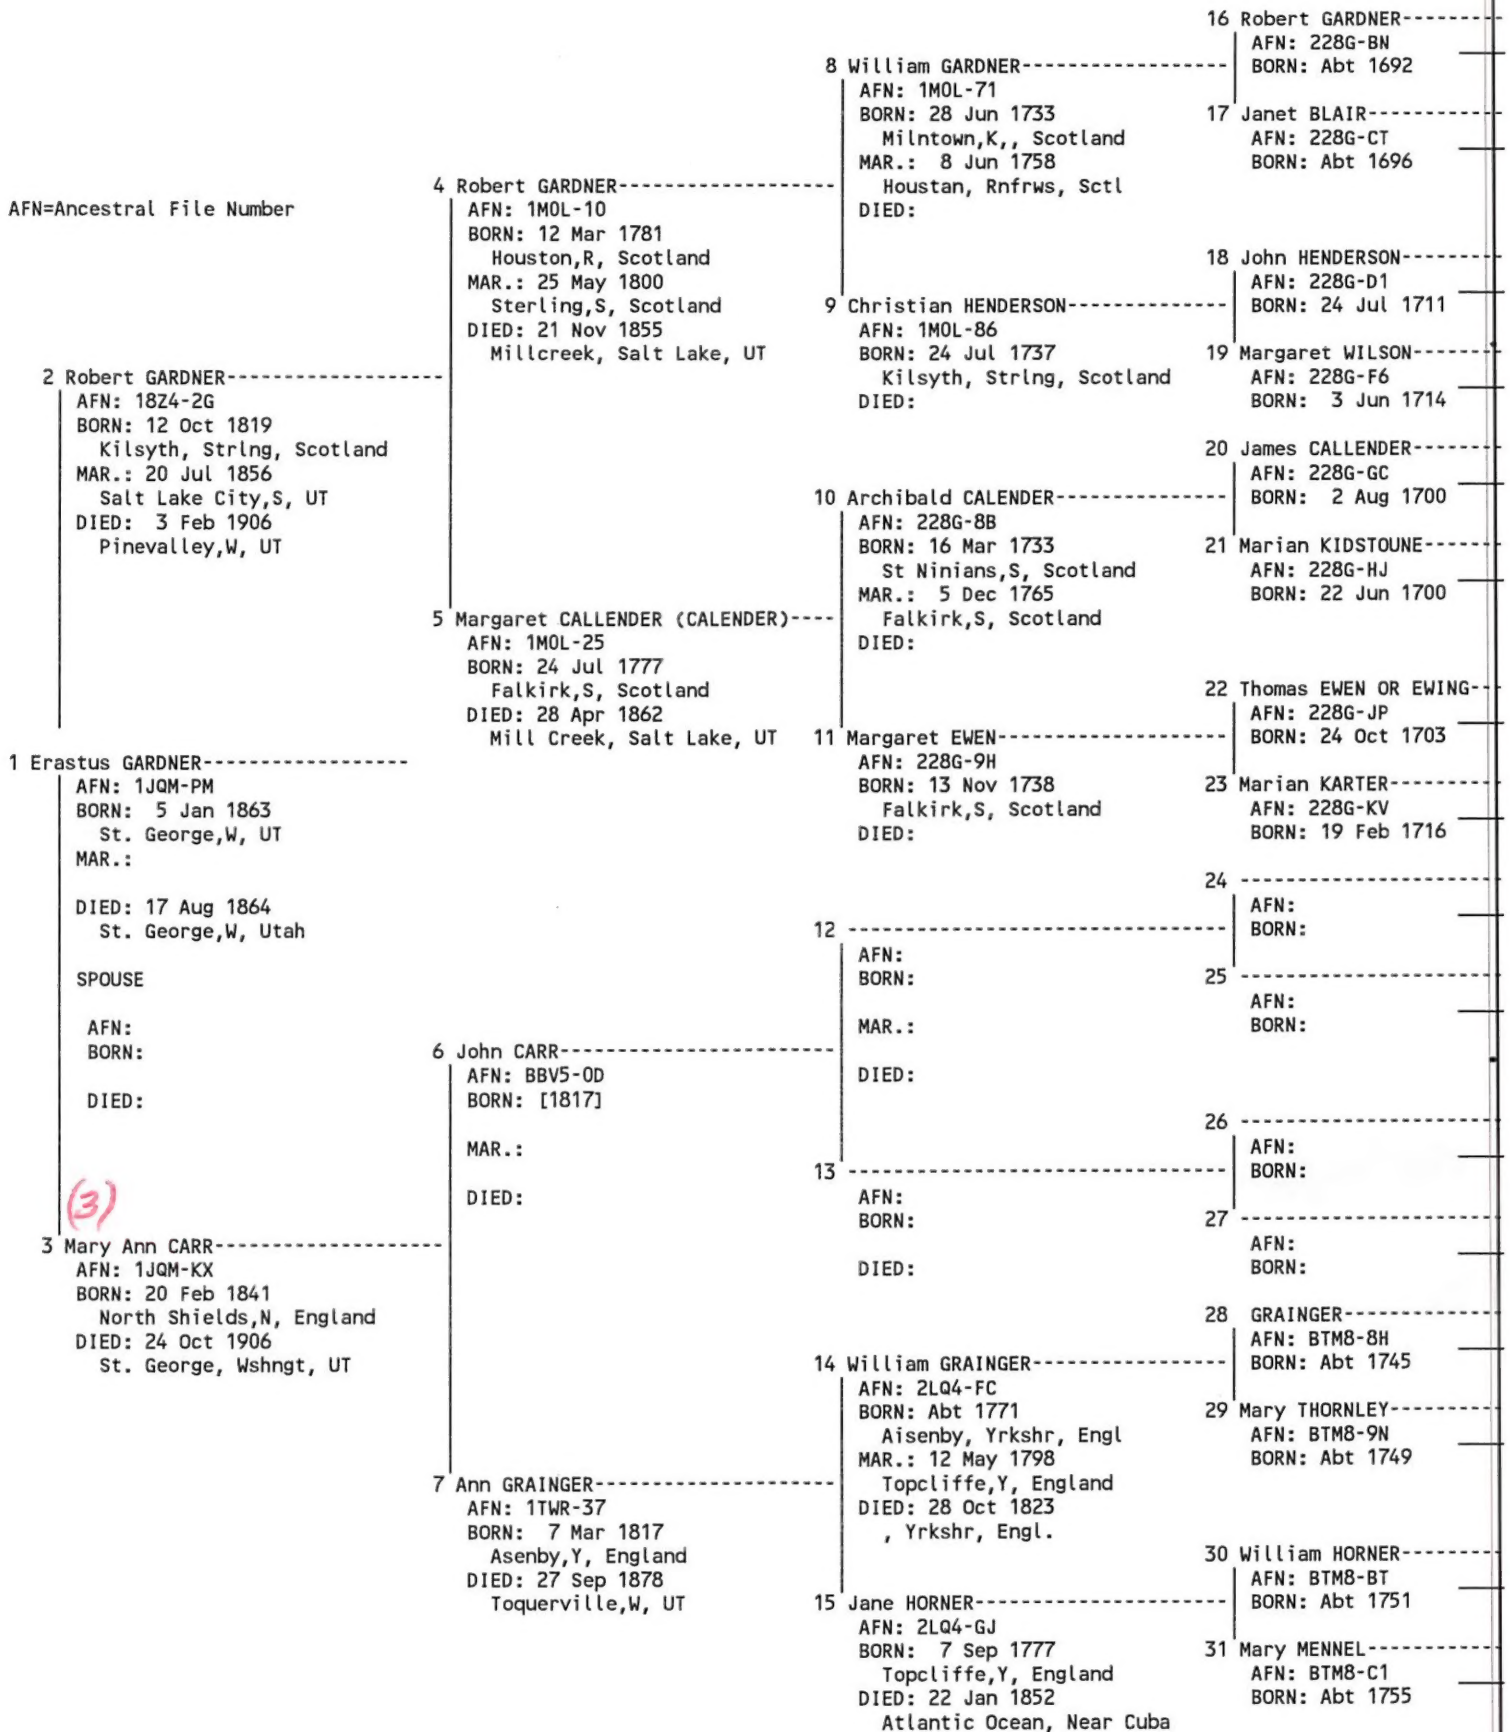 AFN=Ancestral File Number
1 Erastus GARDNER-----------------
AFN: 1JQM-PM
BORN: 5 Jan 1863
St. George,W, UT
MAR.:
DIED: 17 Aug 1864
St. George,W, Utah
SPOUSE
AFN:
BORN:
DIED:
2 Robert GARDNER------------------
AFN: 18Z4-2G
BORN: 12 Oct 1819
Kilsyth, Strlng, Scotland
MAR.: 20 Jul 1856
Salt Lake City,S, UT
DIED: 3 Feb 1906
Pinevalley,W, UT
(3)
3 Mary Ann CARR-------------------
AFN: 1JQM-KX
BORN: 20 Feb 1841
North Shields,N, England
DIED: 24 Oct 1906
St. George, Wshngt, UT
4 Robert GARDNER------------------
AFN: 1MOL-10
BORN: 12 Mar 1781
Houston,R, Scotland
MAR.: 25 May 1800
Sterling,S, Scotland
DIED: 21 Nov 1855
Millcreek, Salt Lake, UT
5 Margaret CALLENDER (CALENDER)----
AFN: 1MOL-25
BORN: 24 Jul 1777
Falkirk,S, Scotland
DIED: 28 Apr 1862
Mill Creek, Salt Lake, UT
6 John CARR-----------------------
AFN: BBV5-0D
BORN: [1817]
MAR.:
DIED:
7 Ann GRAINGER--------------------
AFN: 1TWR-37
BORN: 7 Mar 1817
Asenby,Y, England
DIED: 27 Sep 1878
Toquerville,W, UT
8 William GARDNER-----------------
AFN: 1MOL-71
BORN: 28 Jun 1733
Milntown,K,, Scotland
MAR.: 8 Jun 1758
Houstan, Rnfrws, Sctl
DIED:
9 Christian HENDERSON-------------
AFN: 1MOL-86
BORN: 24 Jul 1737
Kilsyth, Strlng, Scotland
DIED:
10 Archibald CALENDER--------------
AFN: 228G-8B
BORN: 16 Mar 1733
St Ninians,S, Scotland
MAR.: 5 Dec 1765
Falkirk,S, Scotland
DIED:
11 Margaret EWEN-------------------
AFN: 228G-9H
BORN: 13 Nov 1738
Falkirk,S, Scotland
DIED:
12 --------------------------------
AFN:
BORN:
MAR.:
DIED:
13 --------------------------------
AFN:
BORN:
DIED:
14 William GRAINGER----------------
AFN: 2LQ4-FC
BORN: Abt 1771
Aisenby, Yrkshr, Engl
MAR.: 12 May 1798
Topcliffe,Y, England
DIED: 28 Oct 1823
, Yrkshr, Engl.
15 Jane HORNER---------------------
AFN: 2LQ4-GJ
BORN: 7 Sep 1777
Topcliffe,Y, England
DIED: 22 Jan 1852
Atlantic Ocean, Near Cuba
16 Robert GARDNER--------
AFN: 228G-BN
BORN: Abt 1692
17 Janet BLAIR-----------
AFN: 228G-CT
BORN: Abt 1696
18 John HENDERSON--------
AFN: 228G-D1
BORN: 24 Jul 1711
19 Margaret WILSON-------
AFN: 228G-F6
BORN: 3 Jun 1714
20 James CALLENDER-------
AFN: 228G-GC
BORN: 2 Aug 1700
21 Marian KIDSTOUNE------
AFN: 228G-HJ
BORN: 22 Jun 1700
22 Thomas EWEN OR EWING--
AFN: 228G-JP
BORN: 24 Oct 1703
23 Marian KARTER---------
AFN: 228G-KV
BORN: 19 Feb 1716
24 ----------------------
AFN:
BORN:
25 ----------------------
AFN:
BORN:
26 ----------------------
AFN:
BORN:
27 ----------------------
AFN:
BORN:
28 GRAINGER-------------
AFN: BTM8-8H
BORN: Abt 1745
29 Mary THORNLEY---------
AFN: BTM8-9N
BORN: Abt 1749
30 William HORNER--------
AFN: BTM8-BT
BORN: Abt 1751
31 Mary MENNEL-----------
AFN: BTM8-C1
BORN: Abt 1755